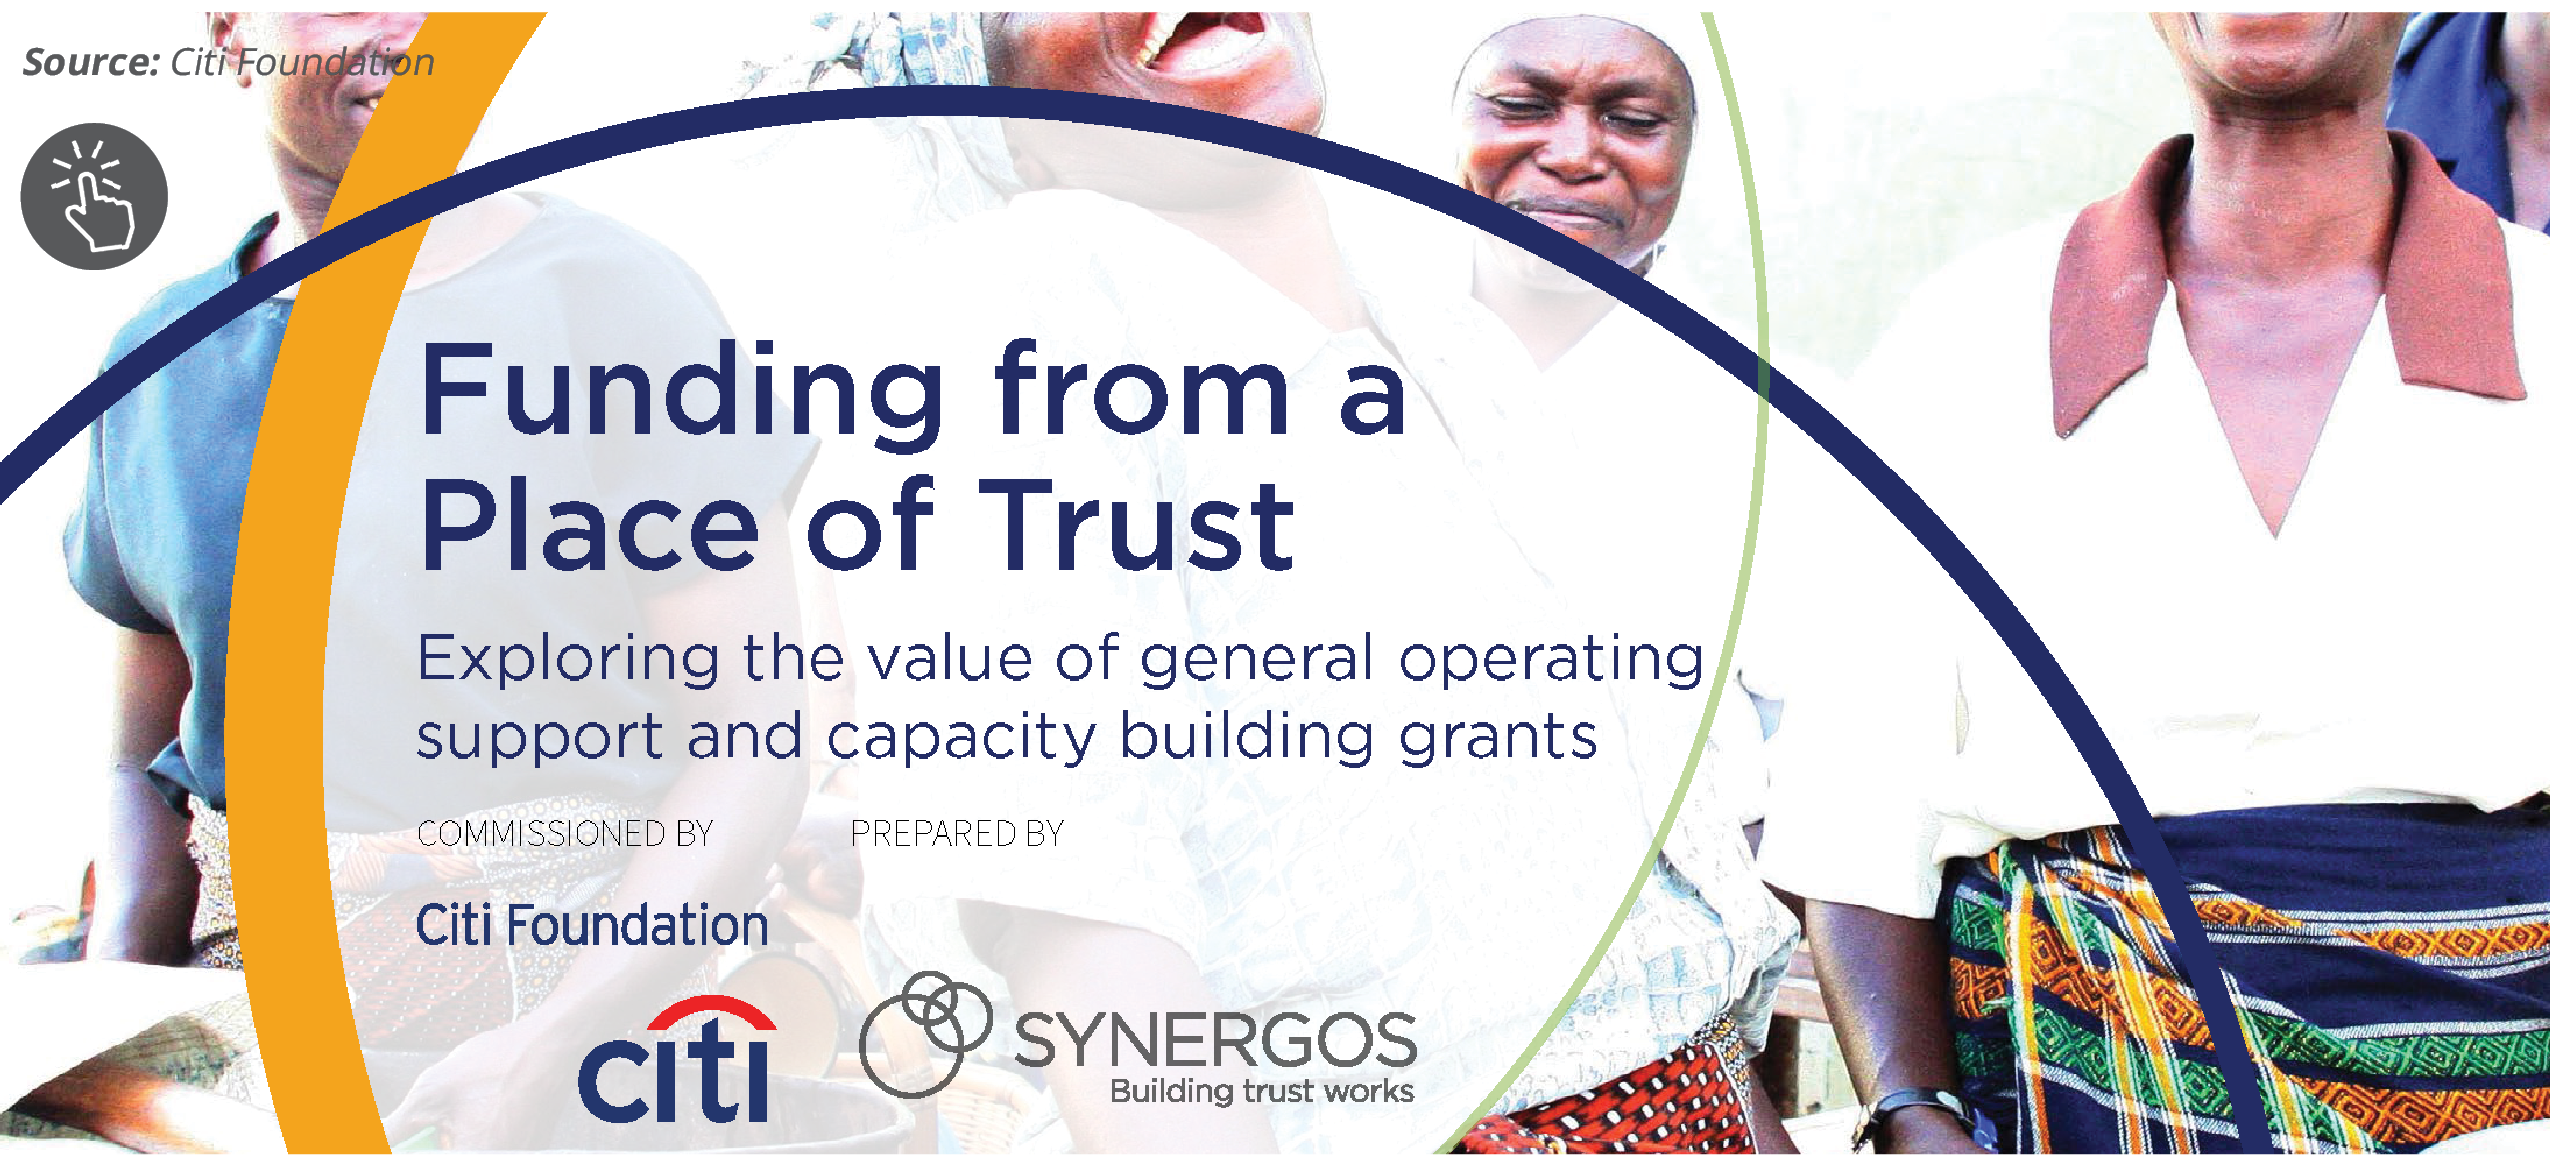 Source: Citi Foundation
Funding from a
Place of Trust
Exploring the value of general operating
support and capacity building grants
COMMISSIONED BY
PREPARED BY
Citi Foundation
citi
SYNERGOS
Building trust works